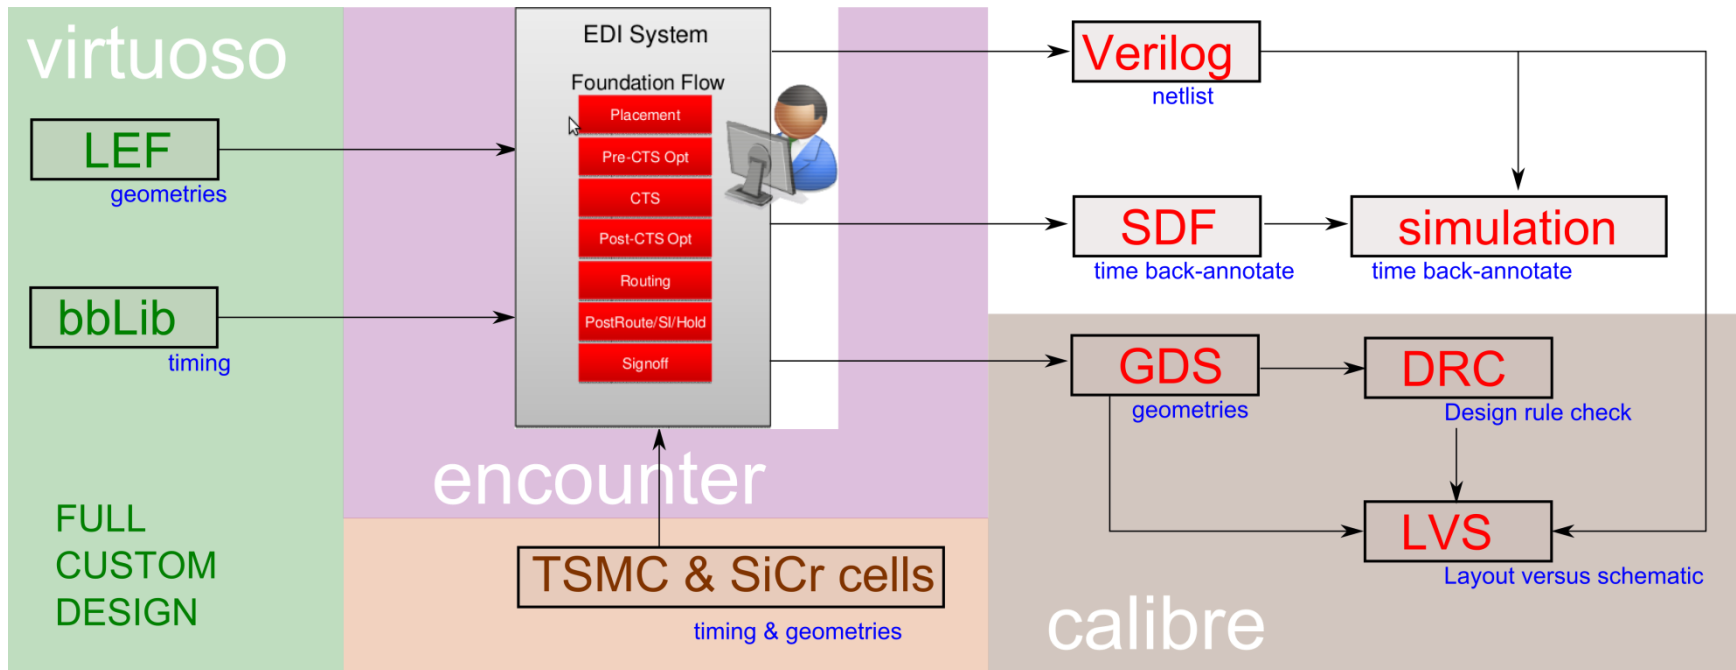 virtuoso
LEF
geometries
bbLib
timing
FULL
CUSTOM
DESIGN
EDI System
Foundation Flow
Placement
Pre-CTS Opt
CTS
Post-CTS Opt
Routing
PostRoute/SI/Hold
Signoff
encounter
TSMC & SiCr cells
timing & geometries
Verilog
netlist
SDF
time back-annotate
simulation
time back-annotate
GDS
geometries
DRC
Design rule check
LVS
Layout versus schematic
calibre